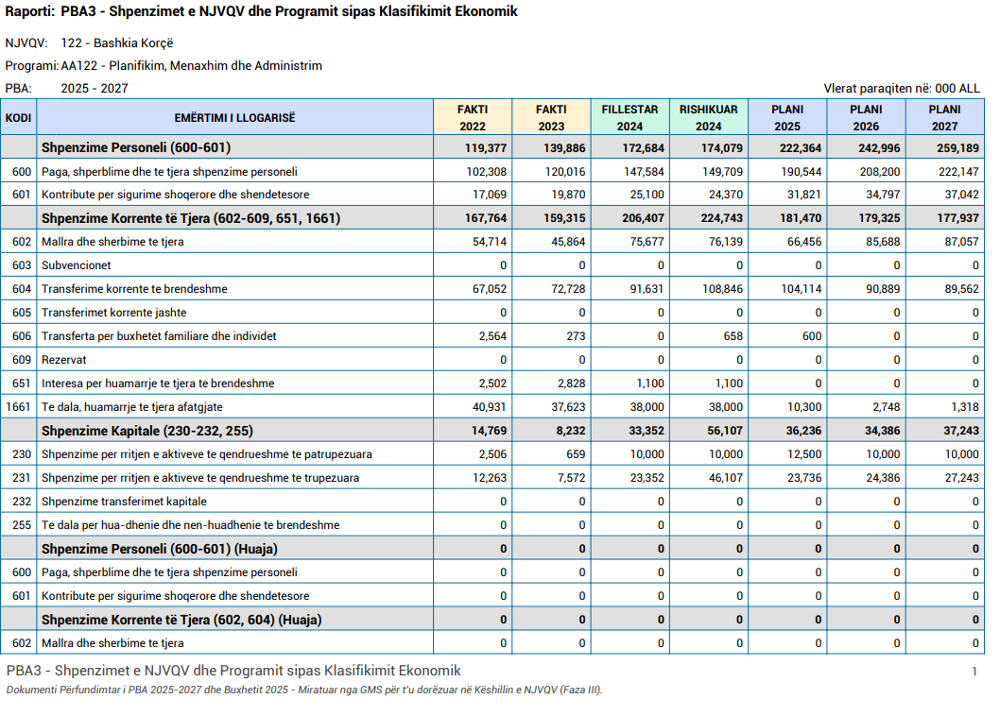 Raporti: PBA3 - Shpenzimet e NJVQV dhe Programit sipas Klasifikimit Ekonomik
NJVQV: 122 - Bashkia Korçë
Programi: AA122 - Planifikim, Menaxhim dhe Administrim
PBA: 2025 - 2027 Vlerat paraqiten në: 000 ALL
KODI EMËRTIMI I LLOGARISË FAKTI 2022 FAKTI 2023 FILLESTAR 2024 RISHIKUAR 2024 PLANI 2025 PLANI 2026 PLANI 2027
Shpenzime Personeli (600-601) 119,377 139,886 172,684 174,079 222,364 242,996 259,189
600 Paga, shperblime dhe te tjera shpenzime personeli 102,308 120,016 147,584 149,709 190,544 208,200 222,147
601 Kontribute per sigurime shoqerore dhe shendetesore 17,069 19,870 25,100 24,370 31,821 34,797 37,042
Shpenzime Korrente të Tjera (602-609, 651, 1661) 167,764 159,315 206,407 224,743 181,470 179,325 177,937
602 Mallra dhe sherbime te tjera 54,714 45,864 75,677 76,139 66,456 85,688 87,057
603 Subvencionet 0 0 0 0 0 0 0
604 Transferime korrente te brendeshme 67,052 72,728 91,631 108,846 104,114 90,889 89,562
605 Transferimet korrente jashte 0 0 0 0 0 0 0
606 Transferta per buxhetet familiare dhe individet 2,564 273 0 658 600 0 0
609 Rezervat 0 0 0 0 0 0 0
651 Interesa per huamarrje te tjera te brendeshme 2,502 2,828 1,100 1,100 0 0 0
1661 Te dala, huamarrje te tjera afatgjate 40,931 37,623 38,000 38,000 10,300 2,748 1,318
Shpenzime Kapitale (230-232, 255) 14,769 8,232 33,352 56,107 36,236 34,386 37,243
230 Shpenzime per rritjen e aktiveve te qendrueshme te patrupezuara 2,506 659 10,000 10,000 12,500 10,000 10,000
231 Shpenzime per rritjen e aktiveve te qendrueshme te trupezuara 12,263 7,572 23,352 46,107 23,736 24,386 27,243
232 Shpenzime transferimet kapitale 0 0 0 0 0 0 0
255 Te dala per hua-dhenie dhe nen-huadhenie te brendeshme 0 0 0 0 0 0 0
Shpenzime Personeli (600-601) (Huaja) 0 0 0 0 0 0 0
600 Paga, shperblime dhe te tjera shpenzime personeli 0 0 0 0 0 0 0
601 Kontribute per sigurime shoqerore dhe shendetesore 0 0 0 0 0 0 0
Shpenzime Korrente të Tjera (602, 604) (Huaja) 0 0 0 0 0 0 0
602 Mallra dhe sherbime te tjera 0 0 0 0 0 0 0
PBA3 - Shpenzimet e NJVQV dhe Programit sipas Klasifikimit Ekonomik 1
Dokumenti Përfundimtar i PBA 2025-2027 dhe Buxhetit 2025 - Miratuar nga GMS për t'u dorëzuar në Këshillin e NJVQV (Faza III).